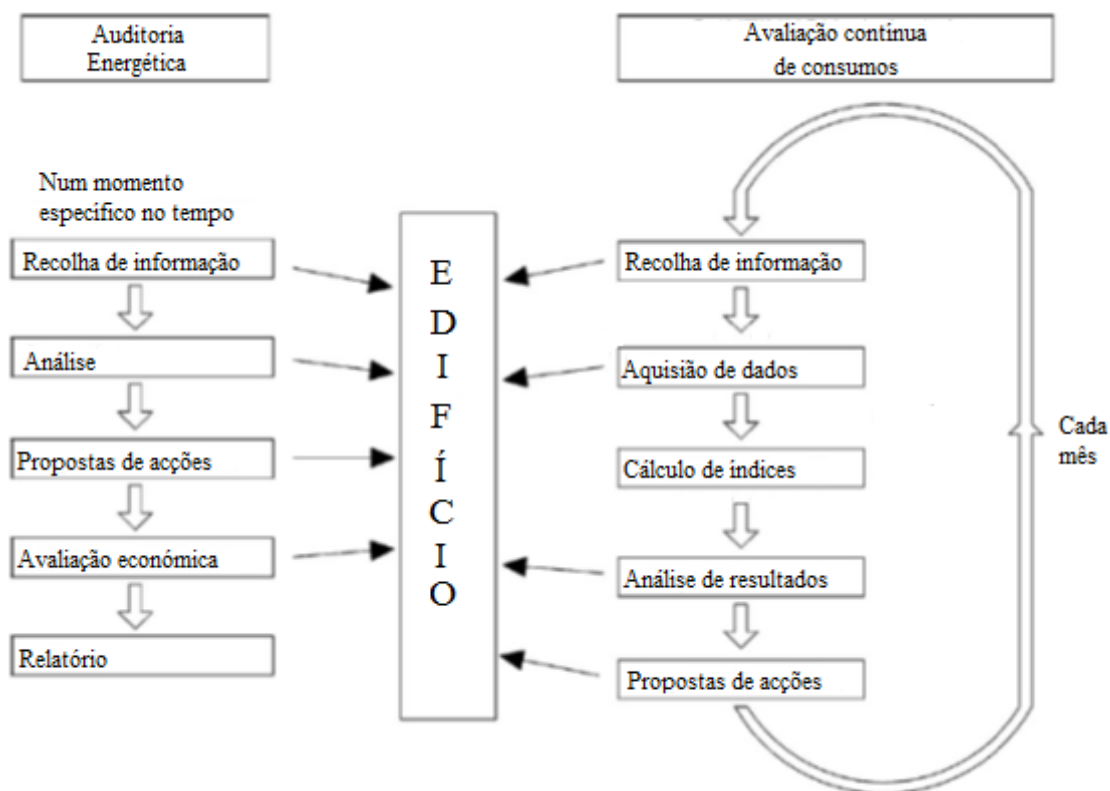 Auditoria
Energética
Avaliação contínua
de consumos
Num momento
específico no tempo
Recolha de informação
Análise
Propostas de acções
Avaliação económica
Relatório
EDIFÍCIO
Recolha de informação
Aquisião de dados
Cálculo de índices
Análise de resultados
Propostas de acções
Cada
mês